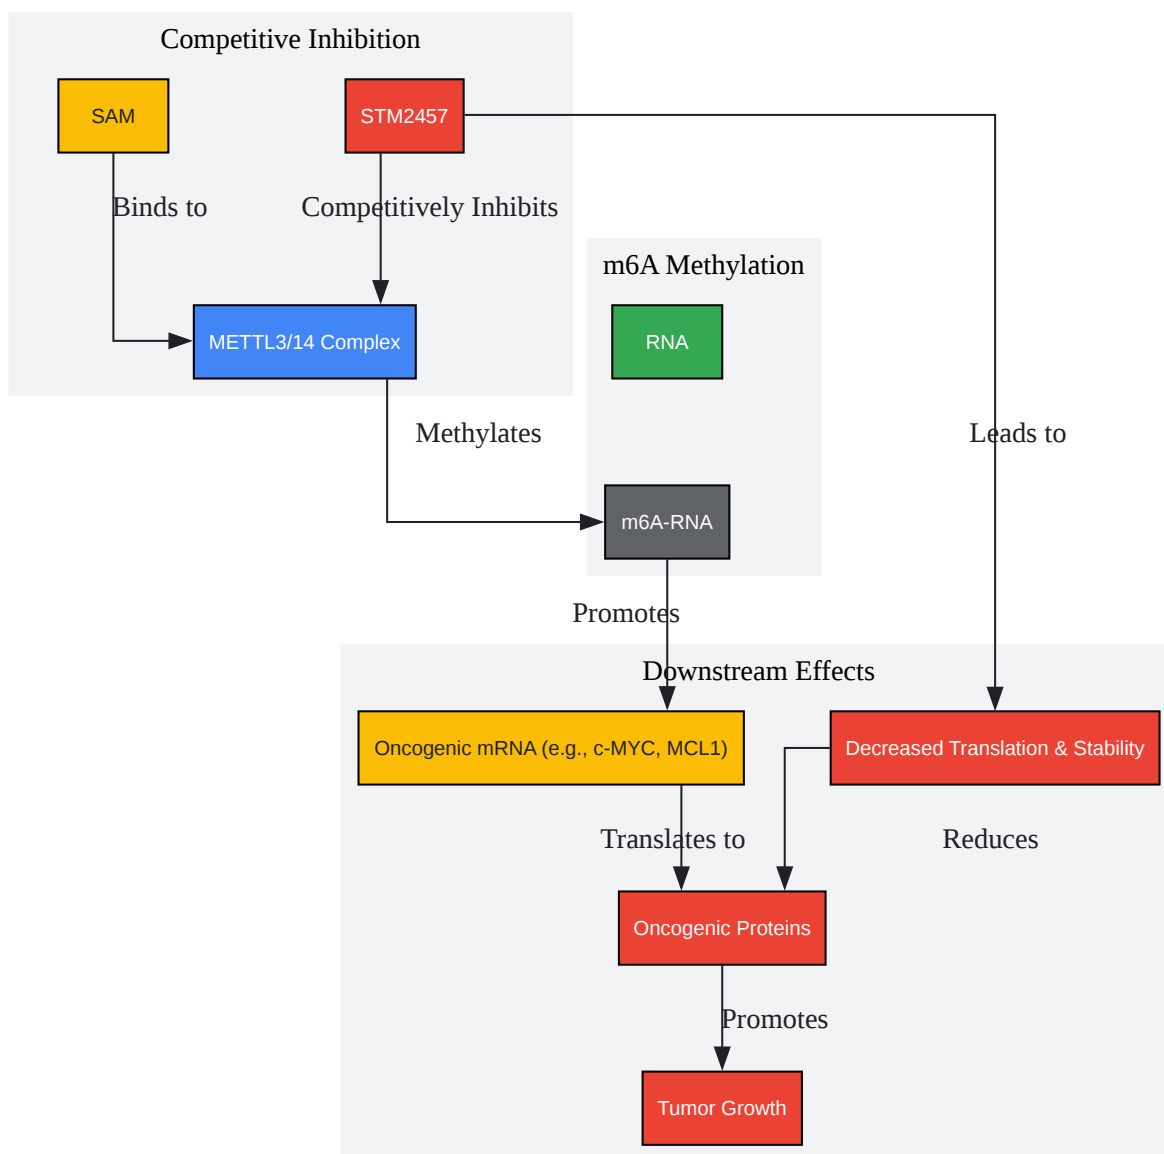 Competitive Inhibition
SAM
STM2457
Binds to
Competitively Inhibits
m6A Methylation
METTL3/14 Complex
RNA
Methylates
Leads to
m6A-RNA
Promotes
Downstream Effects
Oncogenic mRNA (e.g., c-MYC, MCL1)
Decreased Translation & Stability
Translates to
Reduces
Oncogenic Proteins
Promotes
Tumor Growth